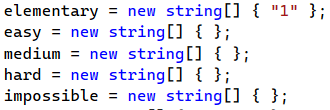 elementary = new string[] { "1" };
easy = new string[] { };
medium = new string[] { };
hard = new string[] { };
impossible = new string[] { };